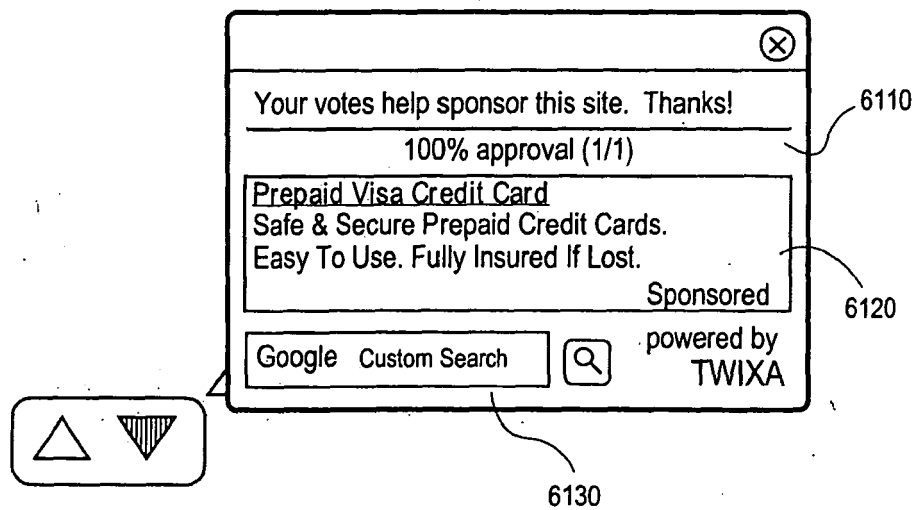 Your votes help sponsor this site. Thanks!
6110
100% approval (1/1)
Prepaid Visa Credit Card
Safe & Secure Prepaid Credit Cards.
Easy To Use. Fully Insured If Lost.
Sponsored
6120
Google Custom Search
powered by
TWIXA
6130